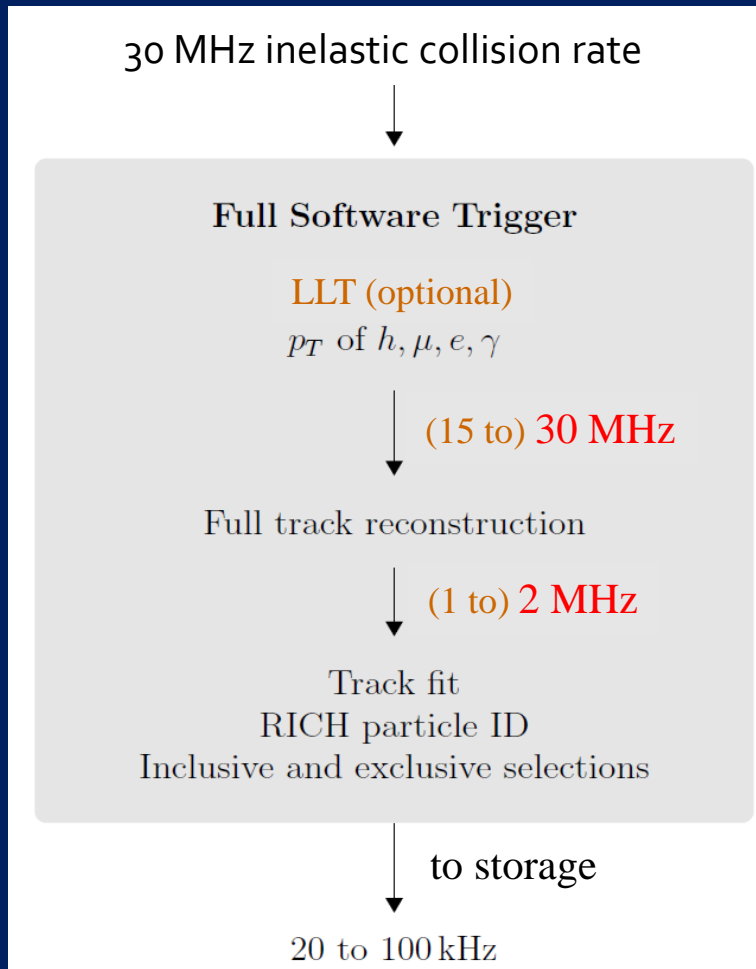 30 MHz inelastic collision rate
Full Software Trigger
LLT (optional)
p_T of h, μ, e, γ
(15 to) 30 MHz
Full track reconstruction
(1 to) 2 MHz
Track fit
RICH particle ID
Inclusive and exclusive selections
to storage
20 to 100 kHz